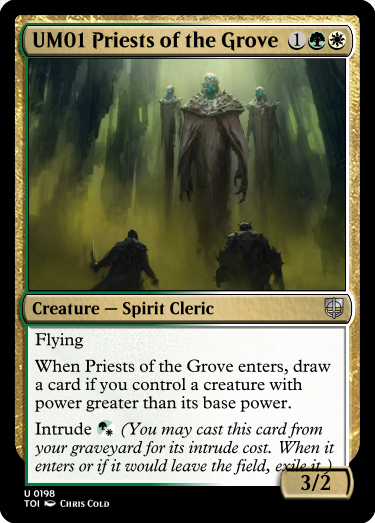 UM01 Priests of the Grove 1
Creature — Spirit Cleric
Flying
When Priests of the Grove enters, draw
a card if you control a creature with
power greater than its base power.
Intrude (You may cast this card from
your graveyard for its intrude cost. When it
enters or if it would leave the field, exile it.)
3/2
U 0198
TOI Chris Cold